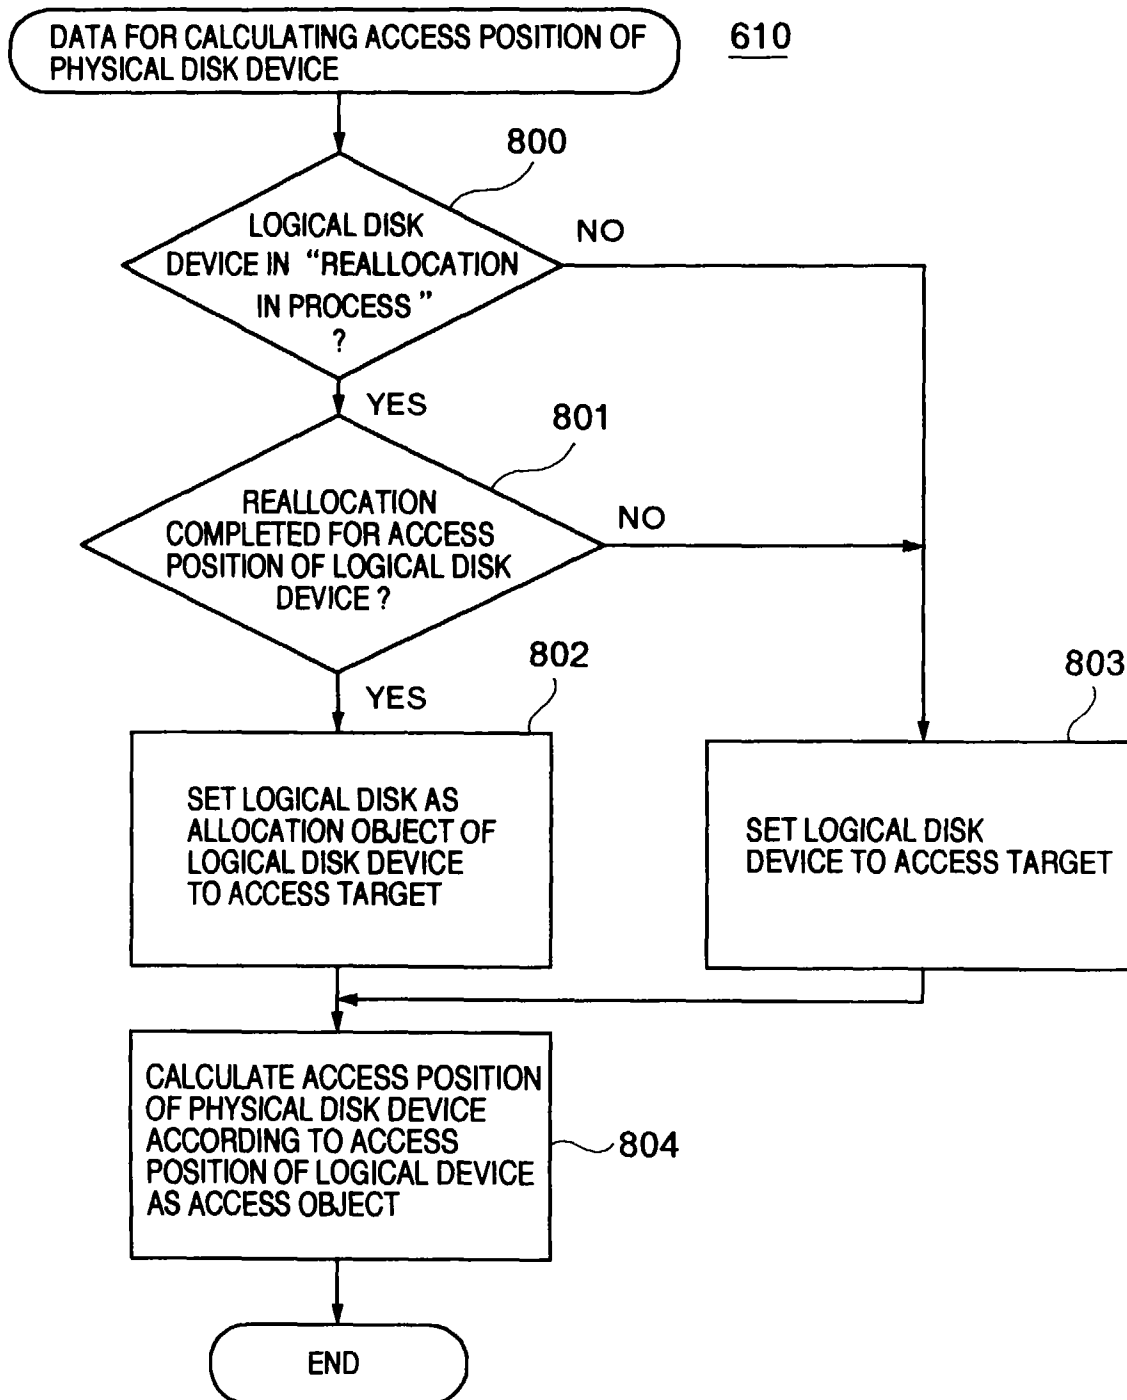 DATA FOR CALCULATING ACCESS POSITION OF
PHYSICAL DISK DEVICE
610
800
LOGICAL DISK
DEVICE IN “REALLOCATION
IN PROCESS”
?
NO
YES
801
REALLOCATION
COMPLETED FOR ACCESS
POSITION OF LOGICAL DISK
DEVICE ?
NO
YES
802
SET LOGICAL DISK AS
ALLOCATION OBJECT OF
LOGICAL DISK DEVICE
TO ACCESS TARGET
803
SET LOGICAL DISK
DEVICE TO ACCESS TARGET
CALCULATE ACCESS POSITION
OF PHYSICAL DISK DEVICE
ACCORDING TO ACCESS
POSITION OF LOGICAL DEVICE
AS ACCESS OBJECT
804
END